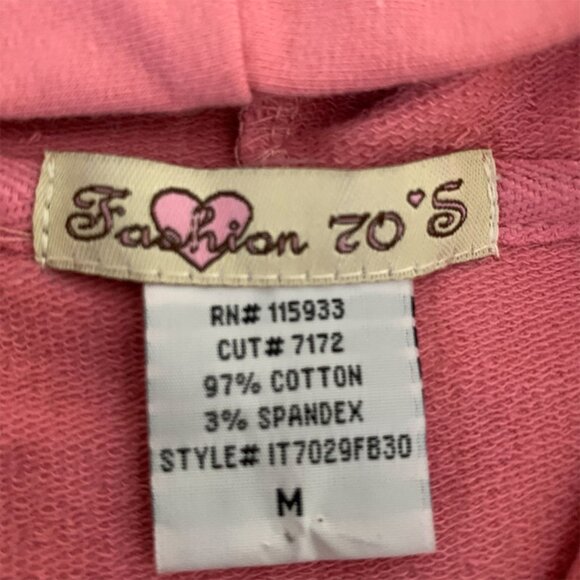 Fashion 70'S
RN# 115933
CUT# 7172
97% COTTON
3% SPANDEX
STYLE# IT7029FB30
M